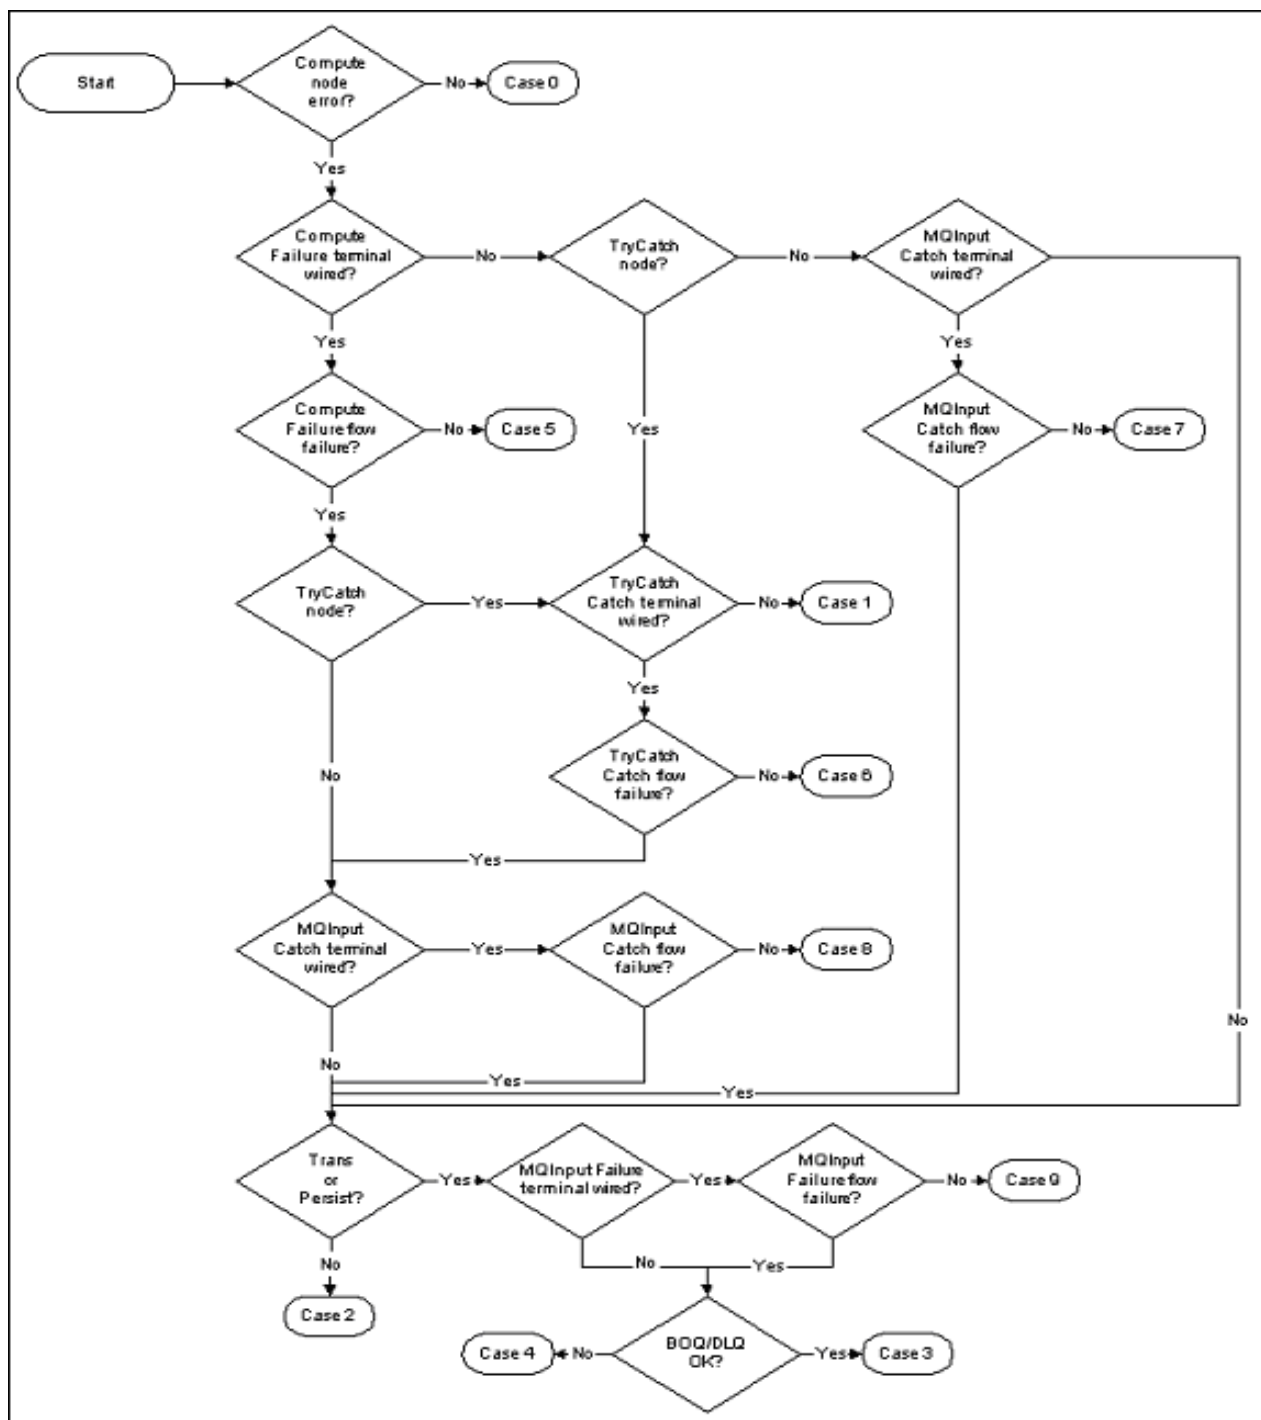 Start
Compute
node
error?
No
Case 0
Yes
Compute
Failure terminal
wired?
No
TryCatch
node?
No
MQInput
Catch terminal
wired?
Yes
Yes
Compute
Failure flow
failure?
No
Case 5
Yes
MQInput
Catch flow
failure?
No
Case 7
Yes
TryCatch
node?
Yes
TryCatch
Catch terminal
wired?
No
Case 1
Yes
No
TryCatch
Catch flow
failure?
No
Case 6
Yes
MQInput
Catch terminal
wired?
Yes
MQInput
Catch flow
failure?
No
Case 8
No
No
Yes
Yes
Trans
or
Persist?
Yes
MQInput Failure
terminal wired?
Yes
MQInput
Failure flow
failure?
No
Case 9
No
No
Yes
Case 2
Case 4
No
BOQ/DLQ
OK?
Yes
Case 3